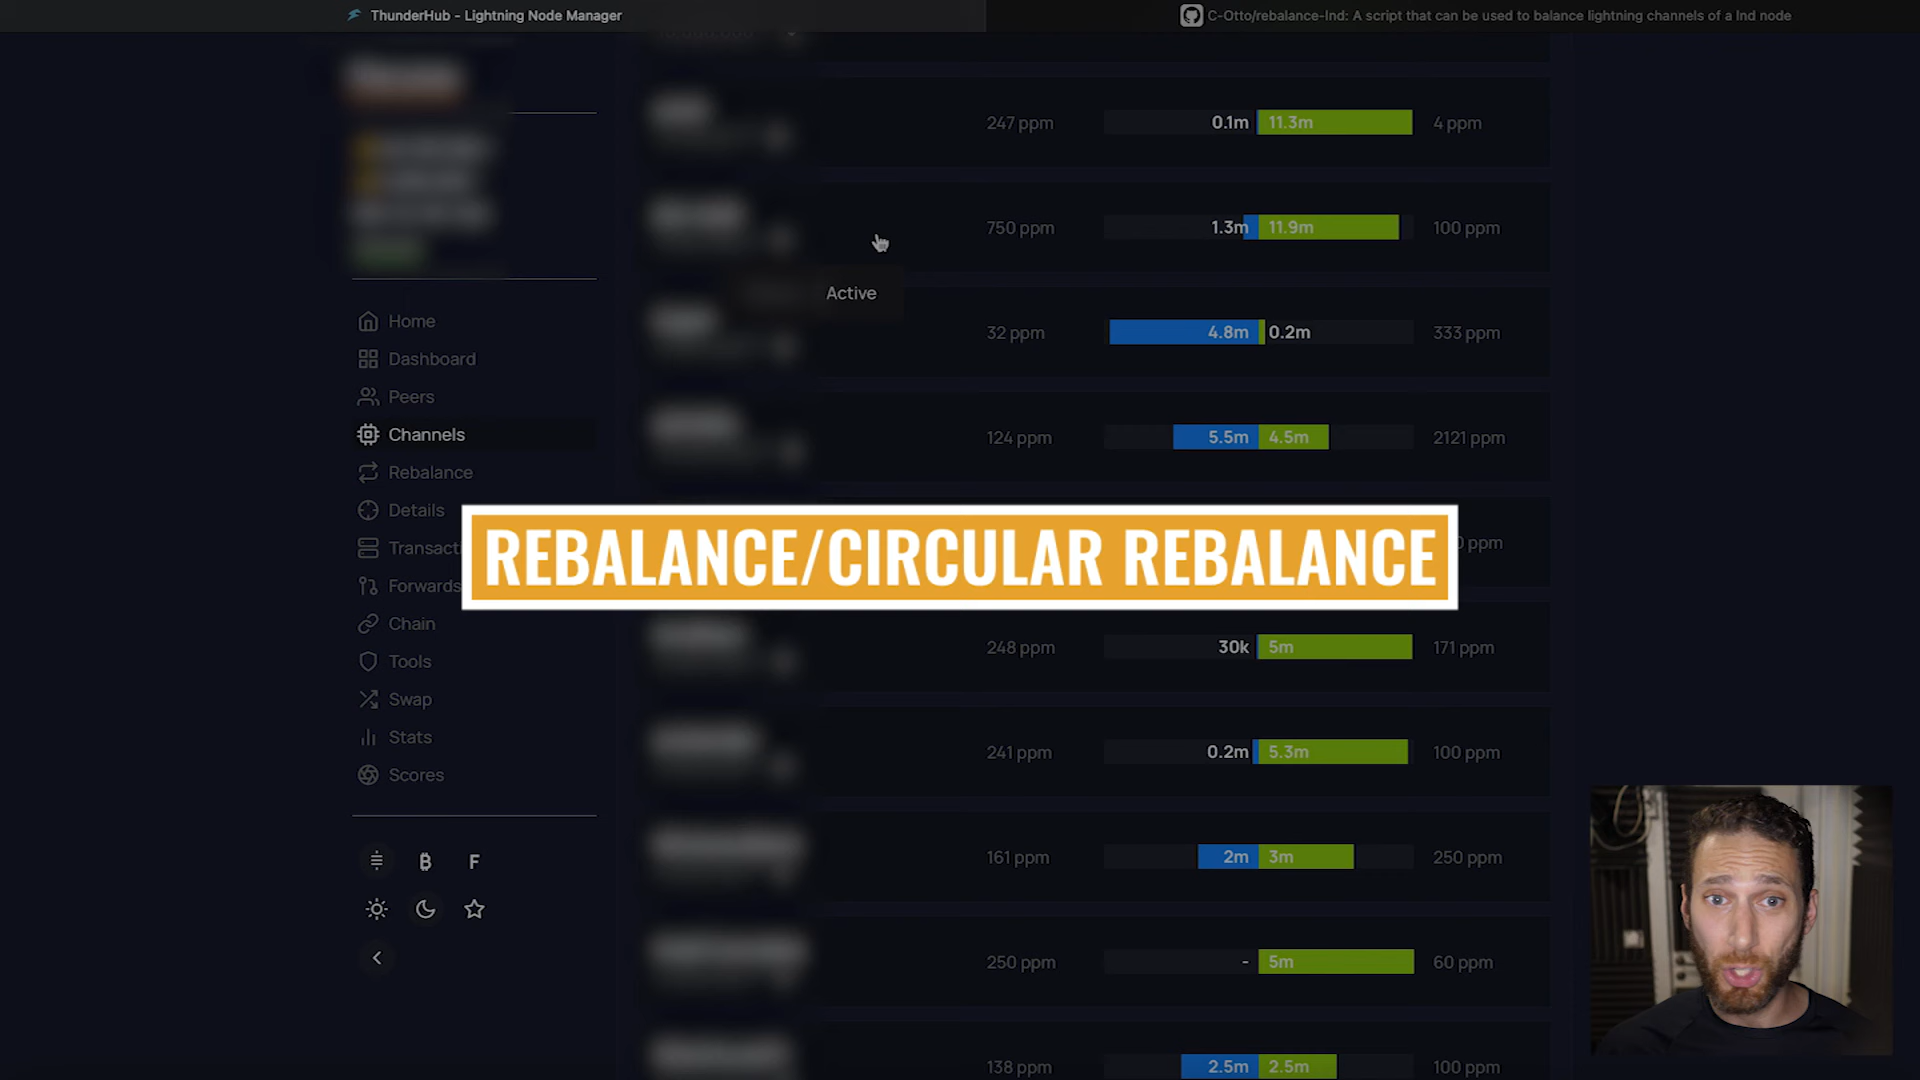 ThunderHub - Lightning Node Manager
C-Otto/rebalance-lnd: A script that can be used to balance lightning channels of a lnd node
247 ppm 0.1m 11.3m 4 ppm
750 ppm 1.3m 11.9m 100 ppm
Active
Home
32 ppm 4.8m 0.2m 333 ppm
Dashboard
Peers
Channels
124 ppm 5.5m 4.5m 2121 ppm
Rebalance
Details
Transact
ppm
REBALANCE/CIRCULAR REBALANCE
Forwards
Chain
248 ppm 30k 5m 171 ppm
Tools
Swap
Stats
241 ppm 0.2m 5.3m 100 ppm
Scores
161 ppm 2m 3m 250 ppm
F
250 ppm - 5m 60 ppm
138 ppm 2.5m 2.5m 100 ppm